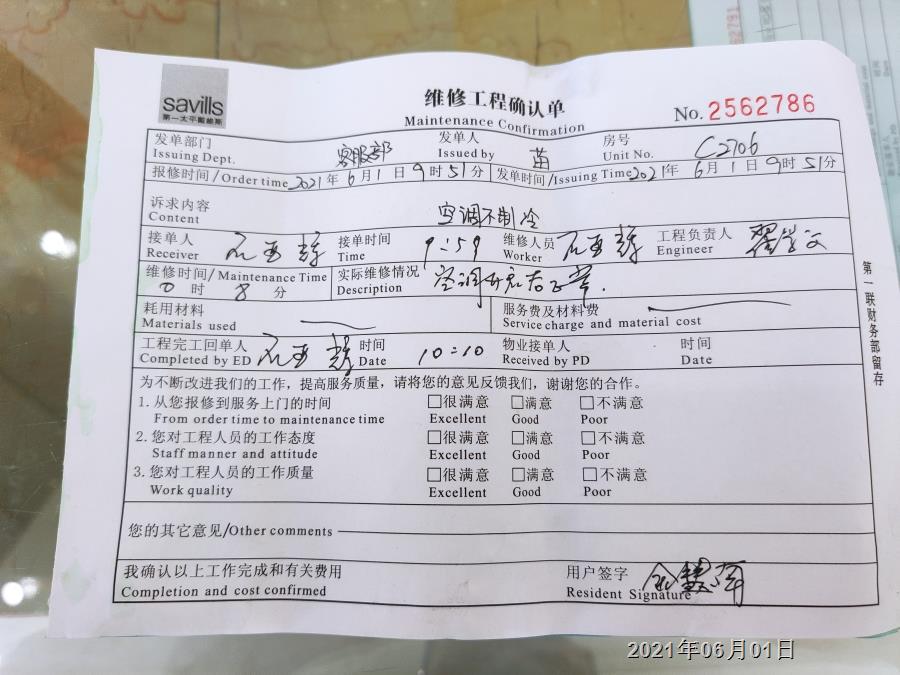 savills
第一太平戴维斯
维修工程确认单
Maintenance Confirmation
No. 2562786
发单部门 客服部 发单人 苗 房号 C2706
Issuing Dept. Issued by Unit No.
报修时间/Order time 2021年6月1日9时51分 发单时间/Issuing Time 2021年6月1日9时51分
诉求内容 空调不制冷
Content
接单人 接单时间 9:59 维修人员 工程负责人
Receiver Time Worker Engineer
维修时间/Maintenance Time 实际维修情况
0时8分 Description 空调开
耗用材料 服务费及材料费
Materials used Service charge and material cost
工程完工回单人 时间 10:10 物业接单人 时间
Completed by ED Date Received by PD Date
为不断改进我们的工作，提高服务质量，请将您的意见反馈我们，谢谢您的合作。
1. 从您报修到服务上门的时间 □很满意 □满意 □不满意
From order time to maintenance time Excellent Good Poor
2. 您对工程人员的工作态度 □很满意 □满意 □不满意
Staff manner and attitude Excellent Good Poor
3. 您对工程人员的工作质量 □很满意 □满意 □不满意
Work quality Excellent Good Poor
您的其它意见/Other comments
我确认以上工作完成和有关费用 用户签字
Completion and cost confirmed Resident Signature
第一联财务部留存
2021年06月01日